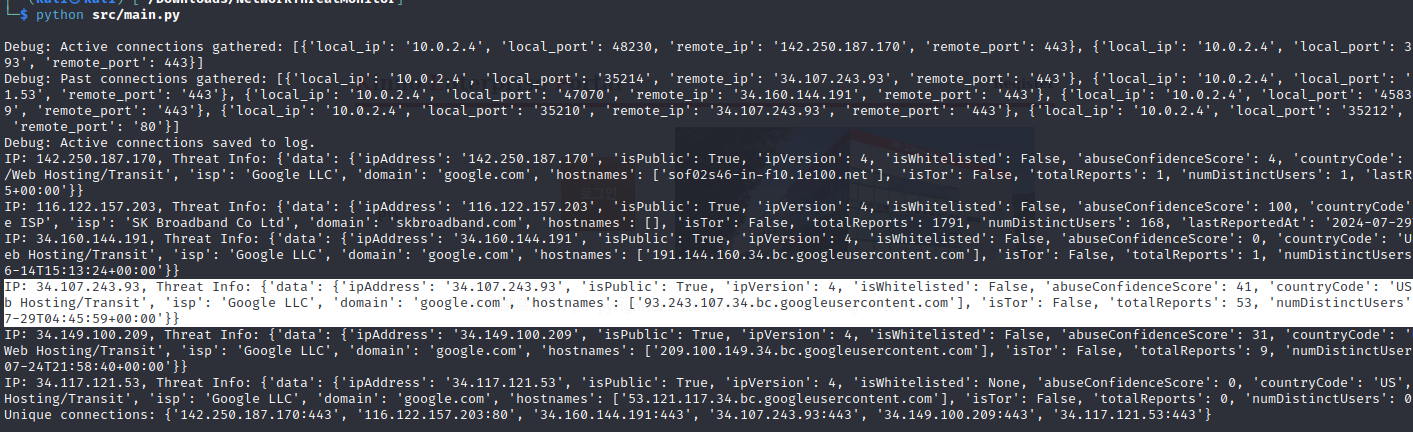 (kali㉿kali)-[~/Downloads/NetworkThreatMonitor]
└─$ python src/main.py
Debug: Active connections gathered: [{'local_ip': '10.0.2.4', 'local_port': 48230, 'remote_ip': '142.250.187.170', 'remote_port': 443}, {'local_ip': '10.0.2.4', 'local_port': 3
93', 'remote_port': 443}]
Debug: Past connections gathered: [{'local_ip': '10.0.2.4', 'local_port': '35214', 'remote_ip': '34.107.243.93', 'remote_port': '443'}, {'local_ip': '10.0.2.4', 'local_port': '
1.53', 'remote_port': '443'}, {'local_ip': '10.0.2.4', 'local_port': '47070', 'remote_ip': '34.160.144.191', 'remote_port': '443'}, {'local_ip': '10.0.2.4', 'local_port': '4583
9', 'remote_port': '443'}, {'local_ip': '10.0.2.4', 'local_port': '35210', 'remote_ip': '34.107.243.93', 'remote_port': '443'}, {'local_ip': '10.0.2.4', 'local_port': '35212',
'remote_port': '80'}]
Debug: Active connections saved to log.
IP: 142.250.187.170, Threat Info: {'data': {'ipAddress': '142.250.187.170', 'isPublic': True, 'ipVersion': 4, 'isWhitelisted': False, 'abuseConfidenceScore': 4, 'countryCode':
/Web Hosting/Transit', 'isp': 'Google LLC', 'domain': 'google.com', 'hostnames': ['sof02s46-in-f10.1e100.net'], 'isTor': False, 'totalReports': 1, 'numDistinctUsers': 1, 'lastR
5+00:00'}}
IP: 116.122.157.203, Threat Info: {'data': {'ipAddress': '116.122.157.203', 'isPublic': True, 'ipVersion': 4, 'isWhitelisted': False, 'abuseConfidenceScore': 100, 'countryCode'
e ISP', 'isp': 'SK Broadband Co Ltd', 'domain': 'skbroadband.com', 'hostnames': [], 'isTor': False, 'totalReports': 1791, 'numDistinctUsers': 168, 'lastReportedAt': '2024-07-29
IP: 34.160.144.191, Threat Info: {'data': {'ipAddress': '34.160.144.191', 'isPublic': True, 'ipVersion': 4, 'isWhitelisted': False, 'abuseConfidenceScore': 0, 'countryCode': 'U
eb Hosting/Transit', 'isp': 'Google LLC', 'domain': 'google.com', 'hostnames': ['191.144.160.34.bc.googleusercontent.com'], 'isTor': False, 'totalReports': 1, 'numDistinctUsers
6-14T15:13:24+00:00'}}
IP: 34.107.243.93, Threat Info: {'data': {'ipAddress': '34.107.243.93', 'isPublic': True, 'ipVersion': 4, 'isWhitelisted': False, 'abuseConfidenceScore': 41, 'countryCode': 'US
b Hosting/Transit', 'isp': 'Google LLC', 'domain': 'google.com', 'hostnames': ['93.243.107.34.bc.googleusercontent.com'], 'isTor': False, 'totalReports': 53, 'numDistinctUsers'
7-29T04:45:59+00:00'}}
IP: 34.149.100.209, Threat Info: {'data': {'ipAddress': '34.149.100.209', 'isPublic': True, 'ipVersion': 4, 'isWhitelisted': False, 'abuseConfidenceScore': 31, 'countryCode': '
Web Hosting/Transit', 'isp': 'Google LLC', 'domain': 'google.com', 'hostnames': ['209.100.149.34.bc.googleusercontent.com'], 'isTor': False, 'totalReports': 9, 'numDistinctUser
07-24T21:58:40+00:00'}}
IP: 34.117.121.53, Threat Info: {'data': {'ipAddress': '34.117.121.53', 'isPublic': True, 'ipVersion': 4, 'isWhitelisted': None, 'abuseConfidenceScore': 0, 'countryCode': 'US',
Hosting/Transit', 'isp': 'Google LLC', 'domain': 'google.com', 'hostnames': ['53.121.117.34.bc.googleusercontent.com'], 'isTor': False, 'totalReports': 0, 'numDistinctUsers': 0
Unique connections: {'142.250.187.170:443', '116.122.157.203:80', '34.160.144.191:443', '34.107.243.93:443', '34.149.100.209:443', '34.117.121.53:443'}